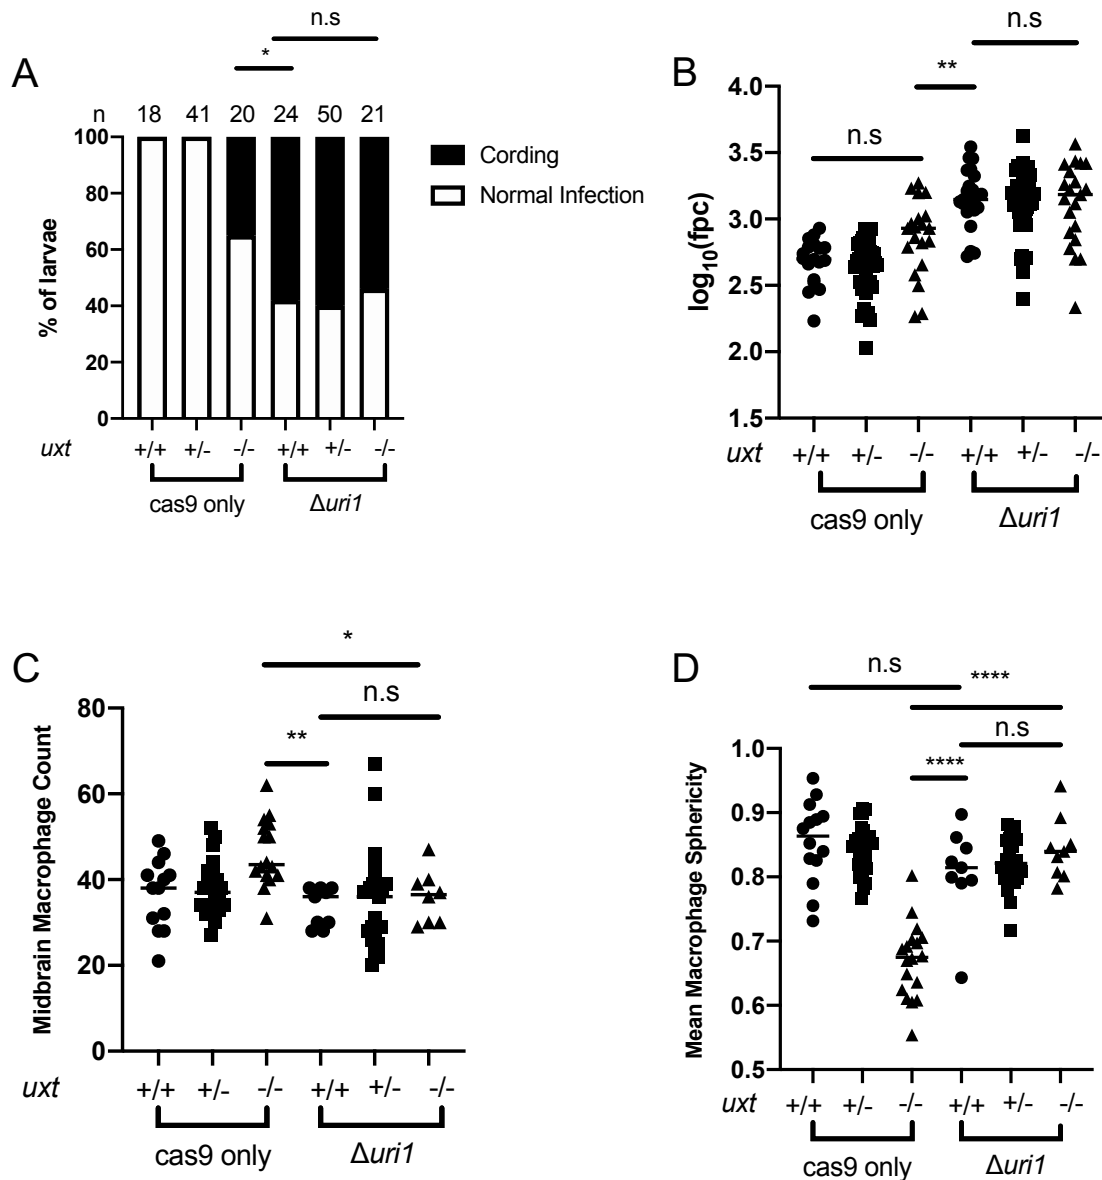 A
n.s
*
n 18 41 20 24 50 21
100
80
60
40
20
0
% of larvae
Cording
Normal Infection
uxt +/+ +/- -/- +/+ +/- -/-
cas9 only Δuri1
B
n.s
**
n.s
4.0
3.5
3.0
2.5
2.0
1.5
log10(fpc)
uxt +/+ +/- -/- +/+ +/- -/-
cas9 only Δuri1
C
*
n.s
**
80
60
40
20
0
Midbrain Macrophage Count
uxt +/+ +/- -/- +/+ +/- -/-
cas9 only Δuri1
D
n.s
****
n.s
****
1.0
0.9
0.8
0.7
0.6
0.5
Mean Macrophage Sphericity
uxt +/+ +/- -/- +/+ +/- -/-
cas9 only Δuri1